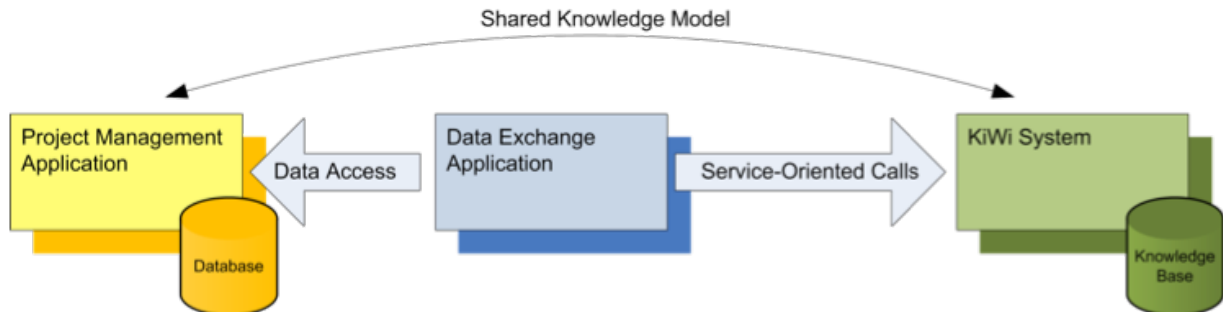 Shared Knowledge Model
Project Management
Application
Data Access
Data Exchange
Application
Service-Oriented Calls
KiWi System
Database
Knowledge
Base